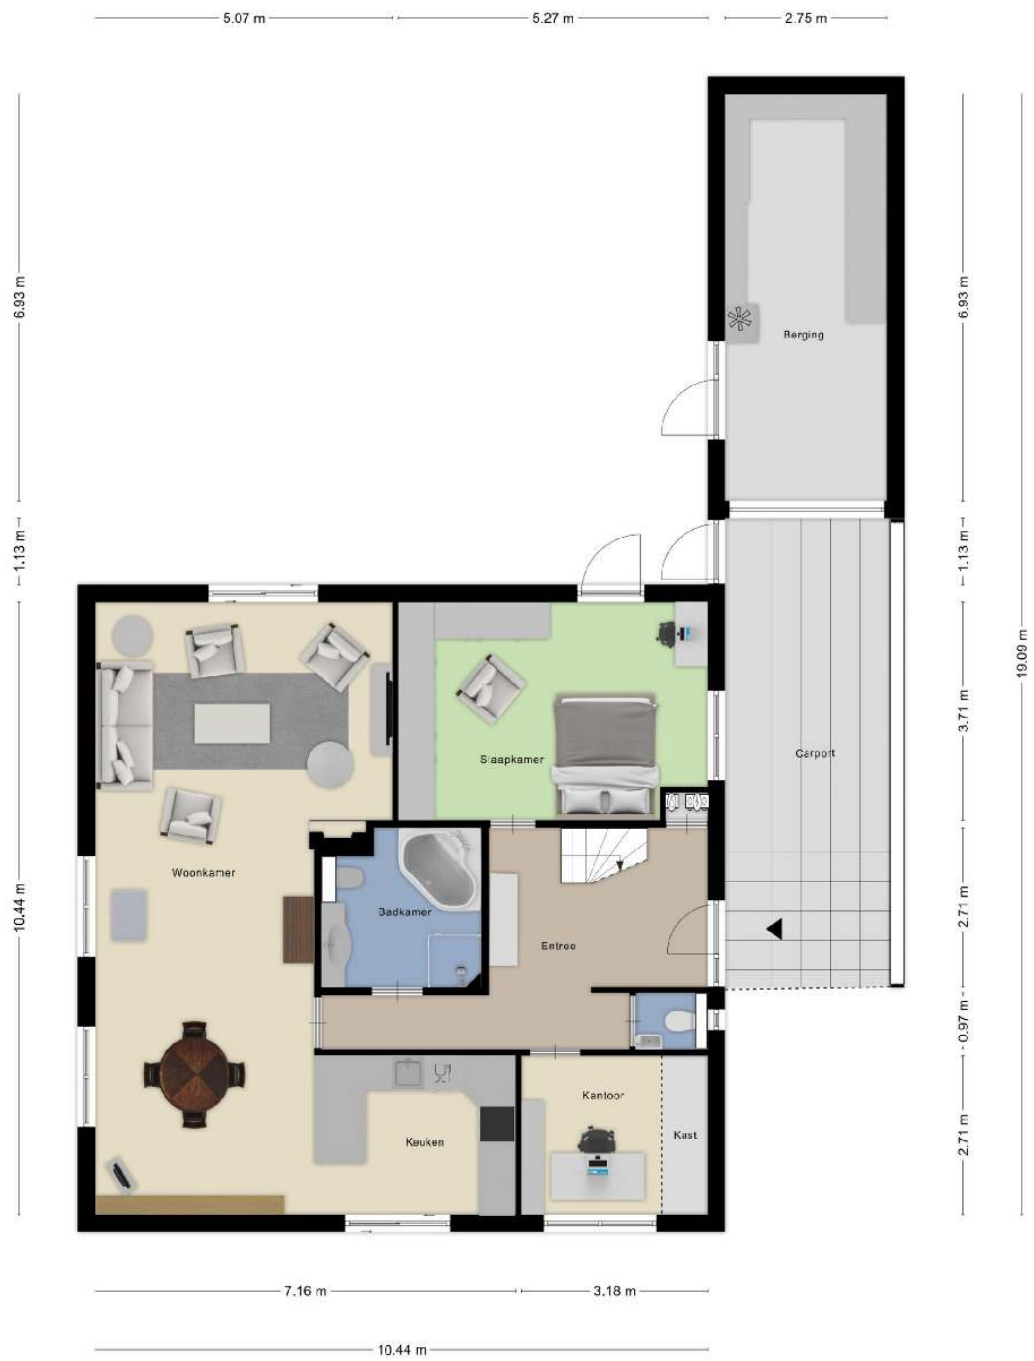 5.07 m
5.27 m
2.75 m
6.93 m
6.93 m
Berging
1.13 m
1.13 m
19.09 m
3.71 m
Slaapkamer
Carport
Woonkamer
10.44 m
Badkamer
2.71 m
Entree
0.97 m
Kantoor
Kast
Keuken
2.71 m
7.16 m
3.18 m
10.44 m